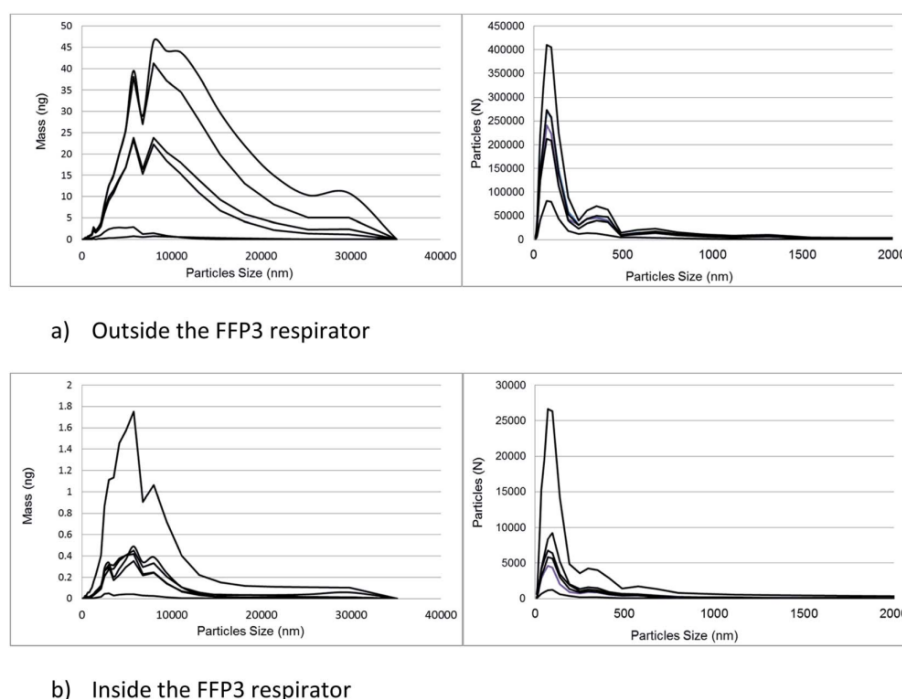 50
45
40
35
30
25
20
15
10
5
0
Mass (ng)
0 10000 20000 30000 40000
Particles Size (nm)
450000
400000
350000
300000
250000
200000
150000
100000
50000
0
Particles (N)
0 500 1000 1500 2000
Particles Size (nm)
a) Outside the FFP3 respirator
2
1.8
1.6
1.4
1.2
1
0.8
0.6
0.4
0.2
0
Mass (ng)
0 10000 20000 30000 40000
Particles Size (nm)
30000
25000
20000
15000
10000
5000
0
Particles (N)
0 500 1000 1500 2000
Particles Size (nm)
b) Inside the FFP3 respirator